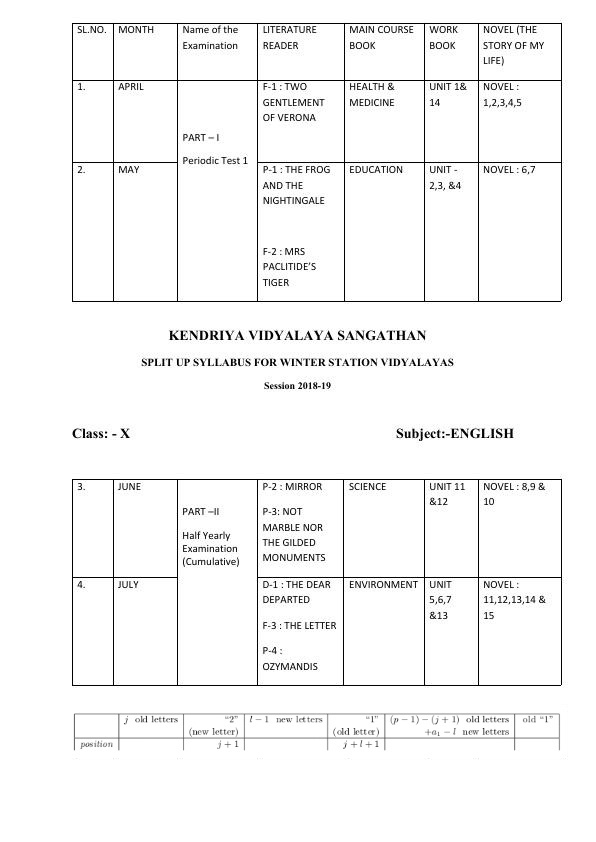 SL.NO. MONTH Name of the LITERATURE MAIN COURSE WORK NOVEL (THE
Examination READER BOOK BOOK STORY OF MY
LIFE)
1. APRIL F-1 : TWO HEALTH & UNIT 1& NOVEL :
GENTLEMENT MEDICINE 14 1,2,3,4,5
OF VERONA
PART – I
Periodic Test 1
2. MAY P-1 : THE FROG EDUCATION UNIT - NOVEL : 6,7
AND THE 2,3, &4
NIGHTINGALE
F-2 : MRS
PACLITIDE’S
TIGER
KENDRIYA VIDYALAYA SANGATHAN
SPLIT UP SYLLABUS FOR WINTER STATION VIDYALAYAS
Session 2018-19
Class: - X Subject:-ENGLISH
3. JUNE P-2 : MIRROR SCIENCE UNIT 11 NOVEL : 8,9 &
&12 10
PART –II P-3: NOT
MARBLE NOR
Half Yearly THE GILDED
Examination MONUMENTS
(Cumulative)
4. JULY D-1 : THE DEAR ENVIRONMENT UNIT NOVEL :
DEPARTED 5,6,7 11,12,13,14 &
&13 15
F-3 : THE LETTER
P-4 :
OZYMANDIS
j old letters “2” l − 1 new letters “1” (p − 1) − (j + 1) old letters old “1”
(new letter) (old letter) +a₁ − l new letters
position j + 1 j + l + 1